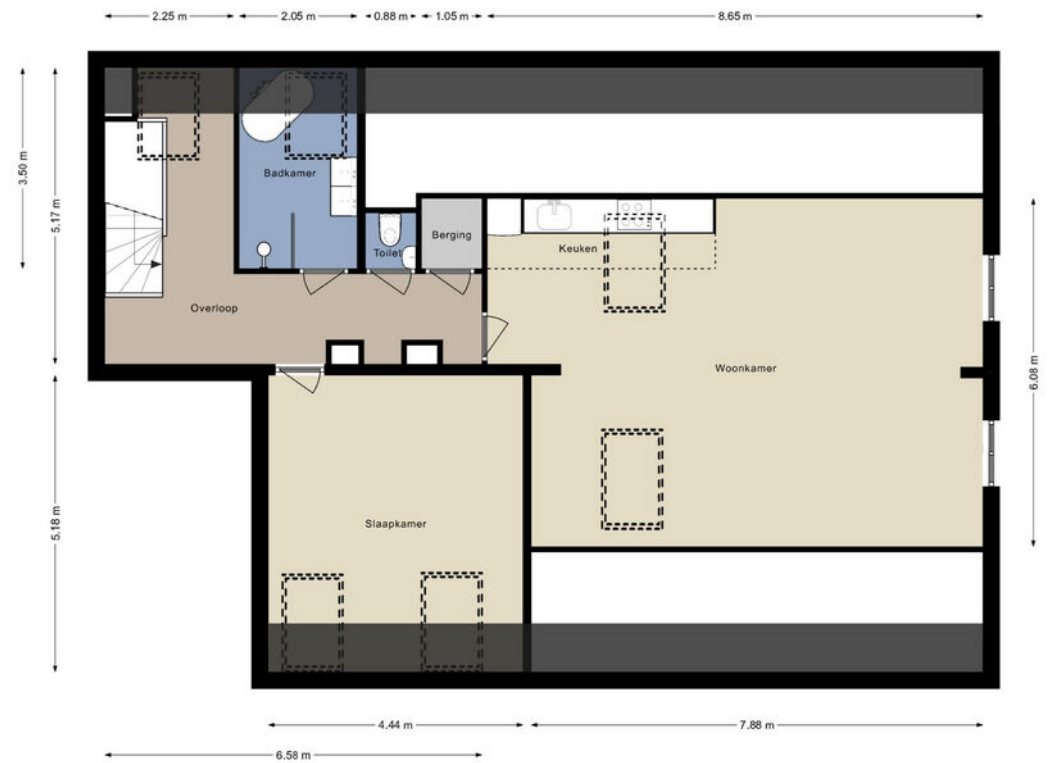 2.25 m
2.05 m
0.88 m
1.05 m
8.65 m
3.50 m
5.17 m
Badkamer
Toilet
Berging
Keuken
Overloop
Woonkamer
6.08 m
5.18 m
Slaapkamer
4.44 m
7.88 m
6.58 m